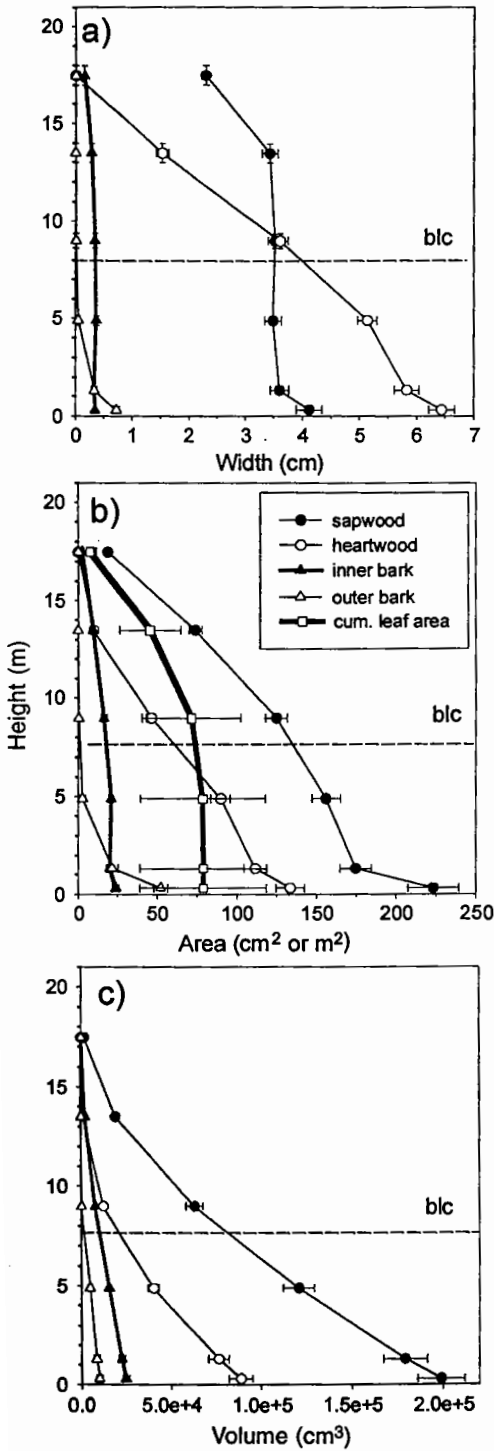 a)
20
15
10
5
0
blc
0 1 2 3 4 5 6 7
Width (cm)
b)
20
15
10
5
0
sapwood
heartwood
inner bark
outer bark
cum. leaf area
blc
Height (m)
0 50 100 150 200 250
Area (cm² or m²)
c)
20
15
10
5
0
blc
0.0 5.0e+4 1.0e+5 1.5e+5 2.0e+5
Volume (cm³)